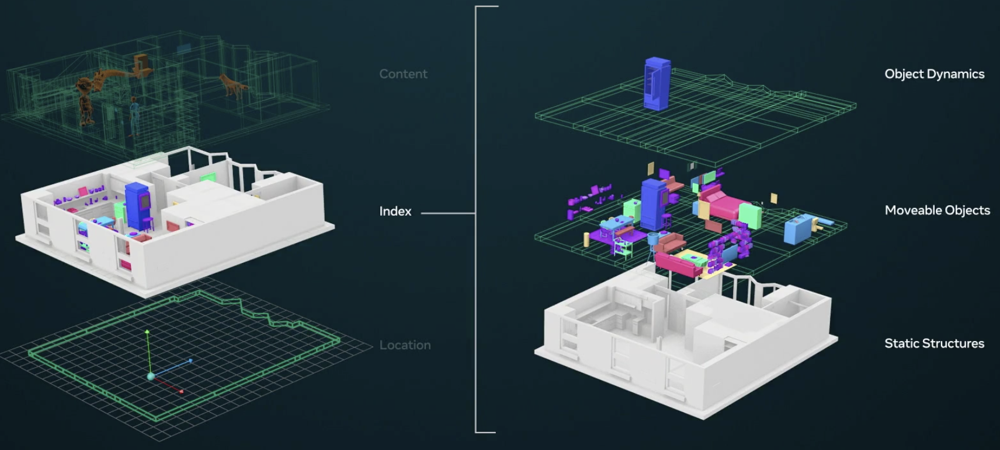 Content
Index
Location
Object Dynamics
Moveable Objects
Static Structures